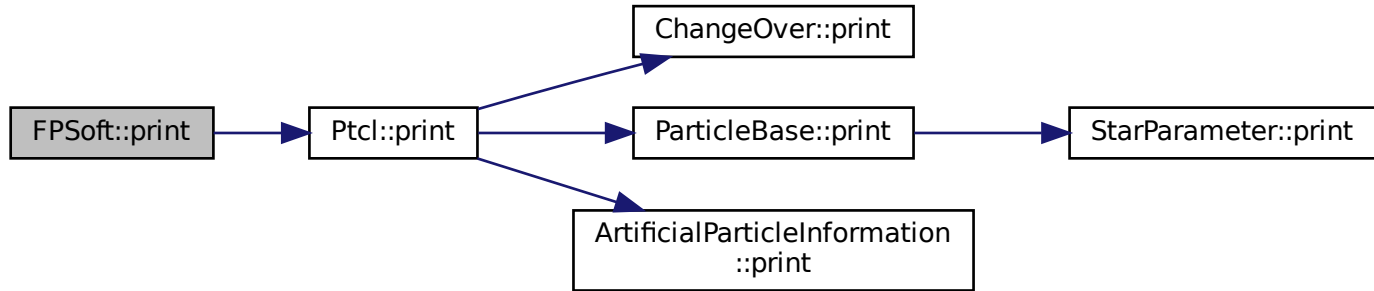 FPSoft::print
Ptcl::print
ChangeOver::print
ParticleBase::print
StarParameter::print
ArtificialParticleInformation
::print